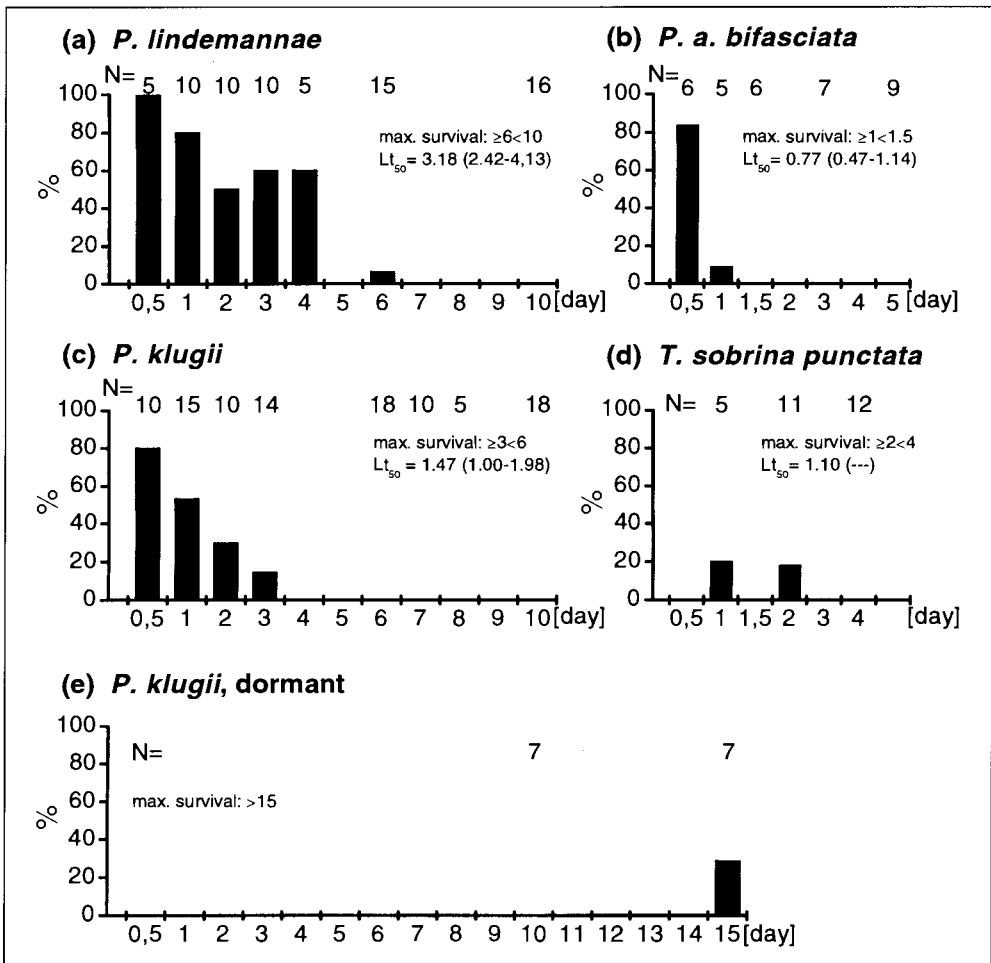 (a) P. lindemannae
N=
5 10 10 10 5 15 16
100
80
60
40
20
0
%
max. survival: ≥6<10
Lt50= 3.18 (2.42-4,13)
0,5 1 2 3 4 5 6 7 8 9 10 [day]
(b) P. a. bifasciata
N=
6 5 6 7 9
100
80
60
40
20
0
%
max. survival: ≥1<1.5
Lt50= 0.77 (0.47-1.14)
0,5 1 1,5 2 3 4 5 [day]
(c) P. klugii
N=
10 15 10 14 18 10 5 18
100
80
60
40
20
0
%
max. survival: ≥3<6
Lt50 = 1.47 (1.00-1.98)
0,5 1 2 3 4 5 6 7 8 9 10 [day]
(d) T. sobrina punctata
N= 5 11 12
100
80
60
40
20
0
%
max. survival: ≥2<4
Lt50 = 1.10 (---)
0,5 1 1,5 2 3 4 [day]
(e) P. klugii, dormant
N= 7 7
100
80
60
40
20
0
%
max. survival: >15
0,5 1 2 3 4 5 6 7 8 9 10 11 12 13 14 15 [day]